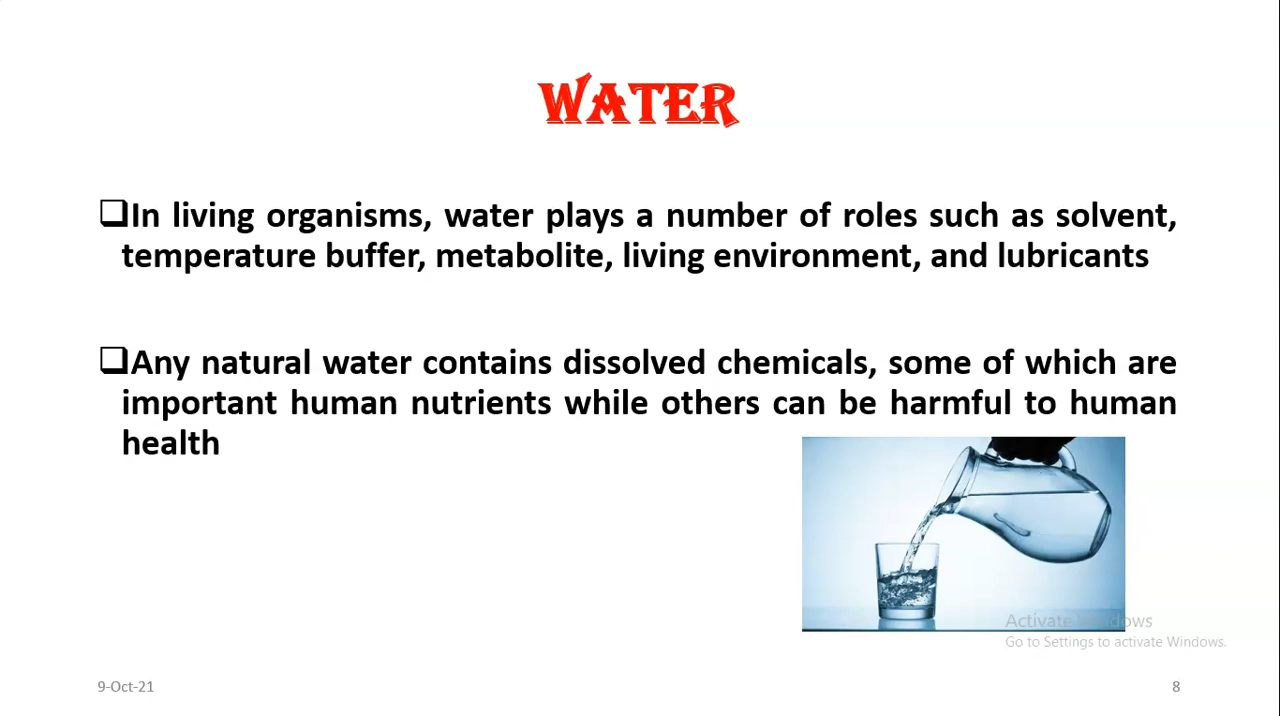 WATER
❑In living organisms, water plays a number of roles such as solvent,
temperature buffer, metabolite, living environment, and lubricants
❑Any natural water contains dissolved chemicals, some of which are
important human nutrients while others can be harmful to human
health
Activate Windows
Go to Settings to activate Windows.
9-Oct-21
8